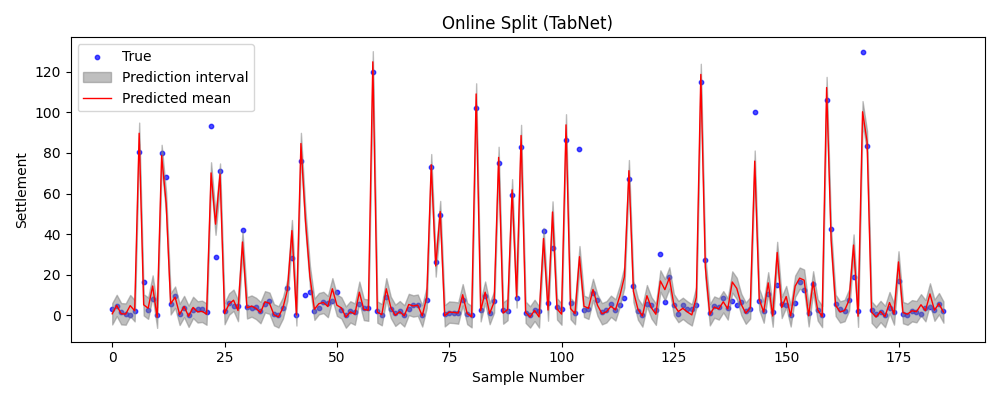 Online Split (TabNet)
True
Prediction interval
Predicted mean
Settlement
120
100
80
60
40
20
0
0 25 50 75 100 125 150 175
Sample Number